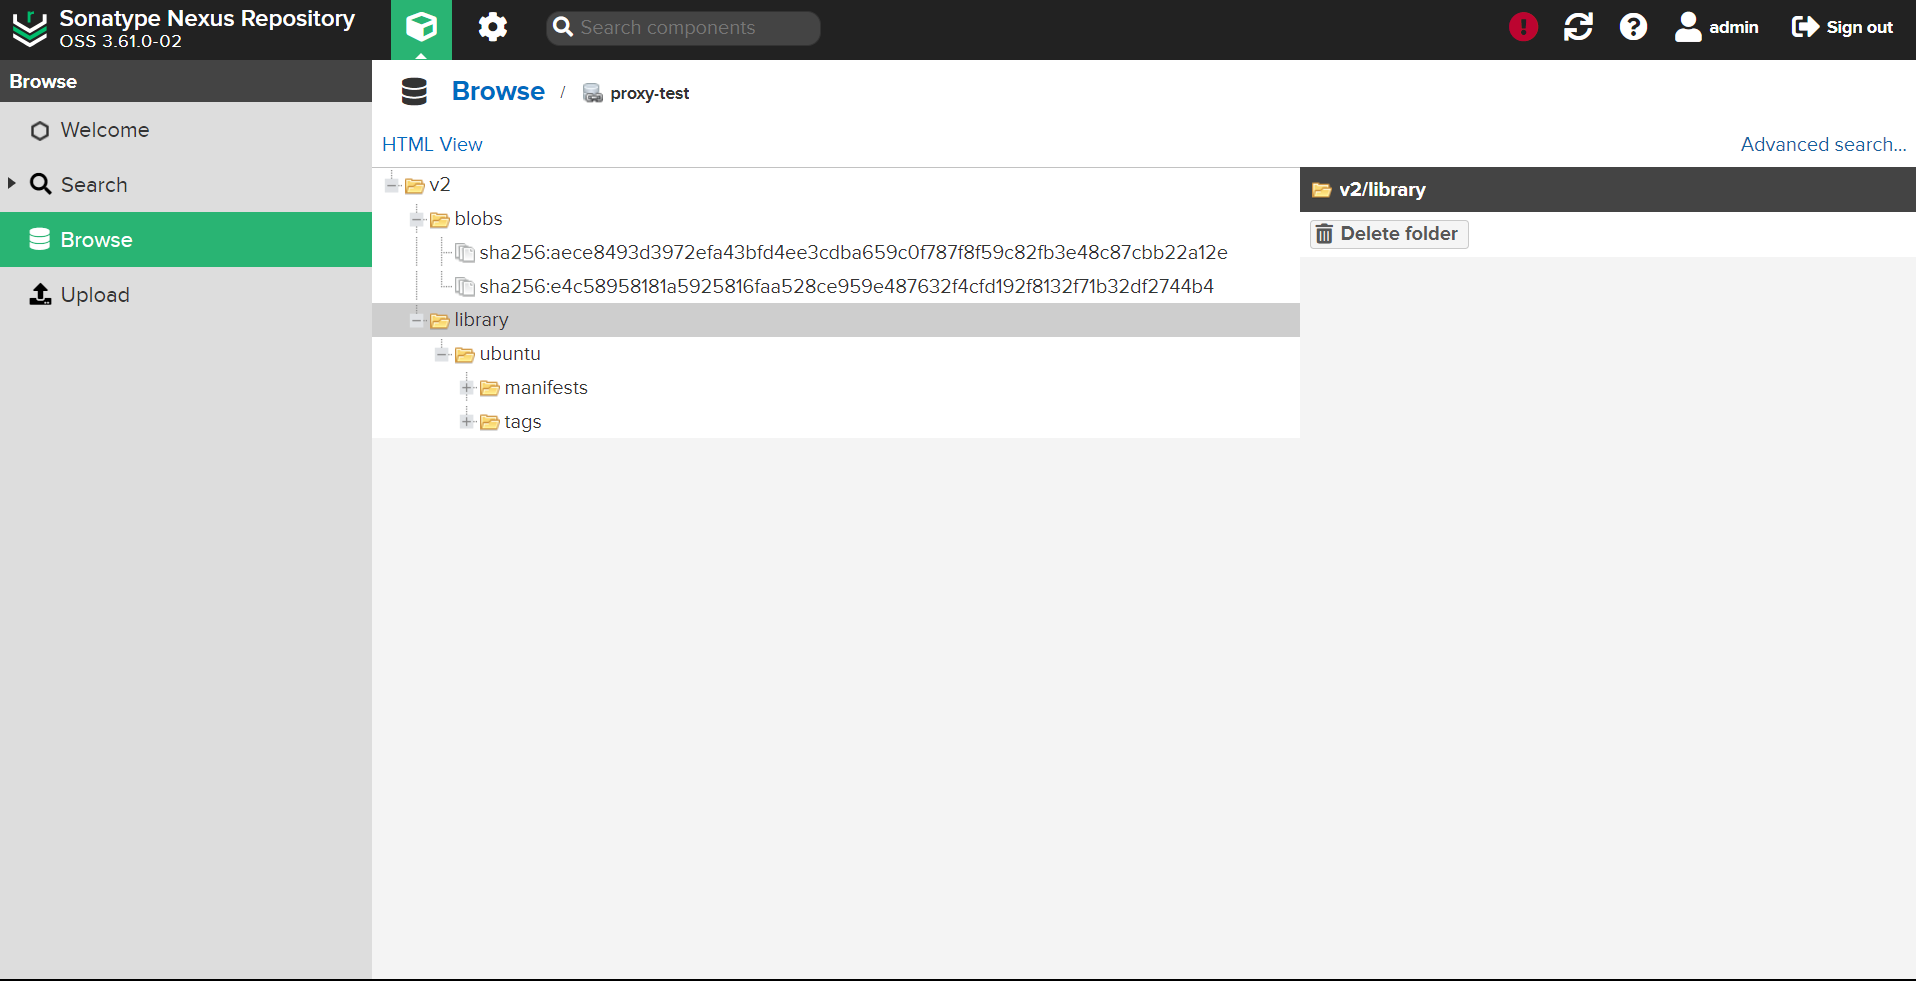 Sonatype Nexus Repository
OSS 3.61.0-02
Search components
admin
Sign out
Browse
Welcome
Search
Browse
Upload
Browse / proxy-test
HTML View
Advanced search...
v2
blobs
sha256:aece8493d3972efa43bfd4ee3cdba659c0f787f8f59c82fb3e48c87cbb22a12e
sha256:e4c58958181a5925816faa528ce959e487632f4cfd192f8132f71b32df2744b4
library
ubuntu
manifests
tags
v2/library
Delete folder